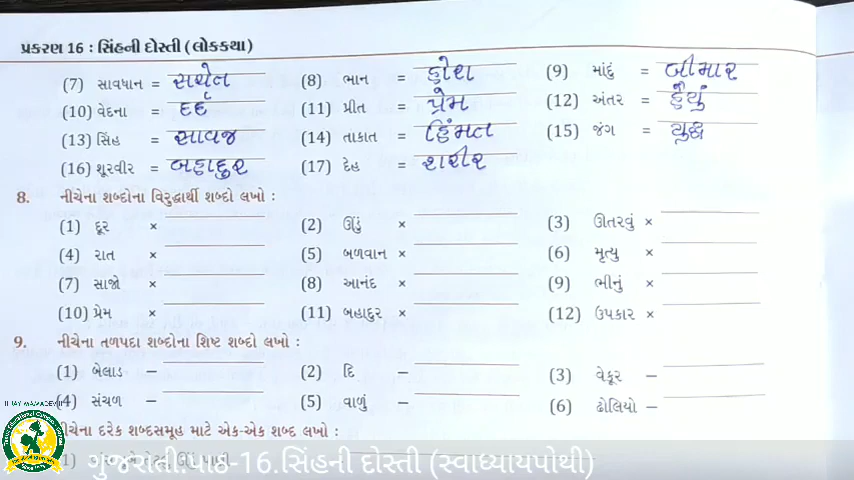 પ્રકરણ 16 : સિંહની દોસ્તી (લોકકથા)
(7) સાવધાન = સચેત (8) ભાન = હોશ (9) માંદું = બીમાર
(10) વેદના = દર્દ (11) પ્રીત = પ્રેમ (12) અંતર = હૈયું
(13) સિંહ = સાવજ (14) તાકાત = હિંમત (15) જંગ = યુદ્ધ
(16) શૂરવીર = બહાદુર (17) દેહ = શરીર
8. નીચેના શબ્દોના વિરુદ્ધાર્થી શબ્દો લખો :
(1) દૂર × (2) ઊંડું × (3) ઊતરવું ×
(4) રાત × (5) બળવાન × (6) મૃત્યુ ×
(7) સાજો × (8) આનંદ × (9) ભીનું ×
(10) પ્રેમ × (11) બહાદુર × (12) ઉપકાર ×
9. નીચેના તળપદા શબ્દોના શિષ્ટ શબ્દો લખો :
(1) બેલાડ – (2) દિ – (3) વેકૂર –
(4) સંચળ – (5) વાળું – (6) ઢોલિયો –
નીચેના દરેક શબ્દસમૂહ માટે એક-એક શબ્દ લખો :
ગુજરાતી.પાઠ-16.સિંહની દોસ્તી (સ્વાધ્યાયપોથી)